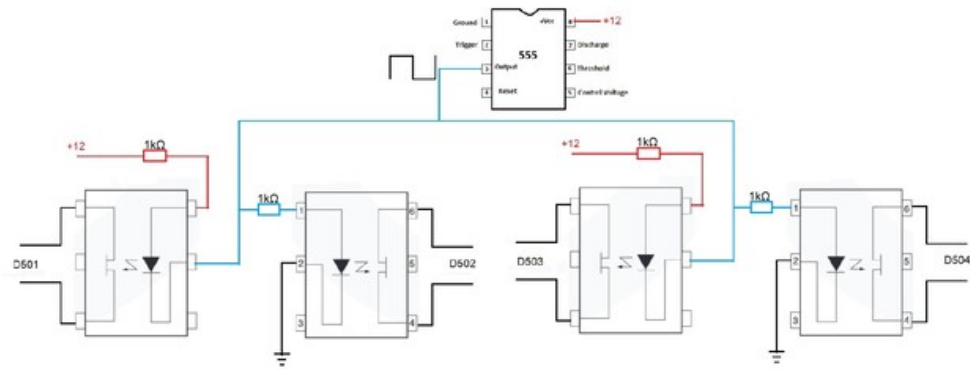 Ground 1 +Vcc 8 +12
Trigger 2 555 7 Discharge
Output 3 6 Threshold
Reset 4 5 Control Voltage
+12 1kΩ
+12 1kΩ
1kΩ
1kΩ
1 6
1 6
D501
2 5 D502
D503
2 5 D504
3 4
3 4